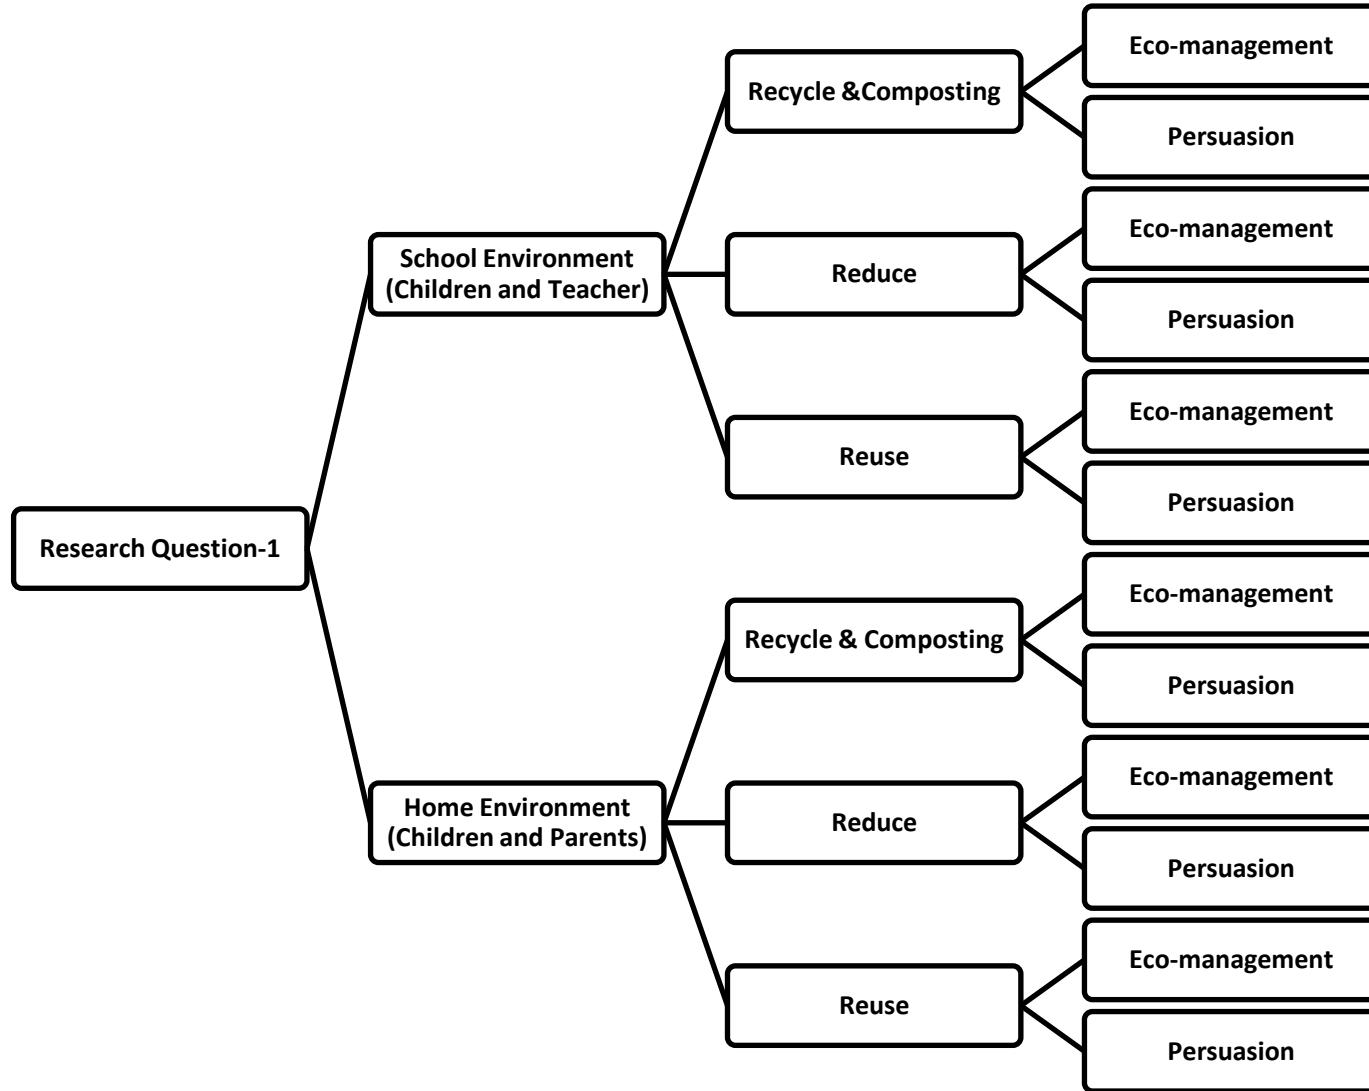 Research Question-1
School Environment
(Children and Teacher)
Recycle &Composting
Eco-management
Persuasion
Reduce
Eco-management
Persuasion
Reuse
Eco-management
Persuasion
Home Environment
(Children and Parents)
Recycle & Composting
Eco-management
Persuasion
Reduce
Eco-management
Persuasion
Reuse
Eco-management
Persuasion